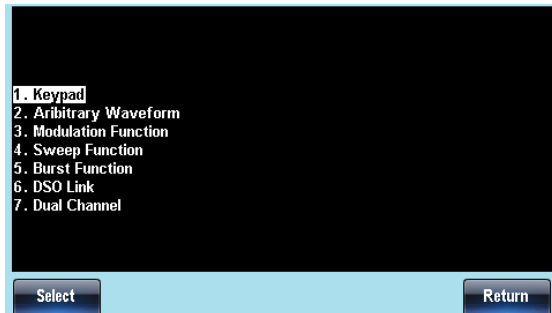 1. Keypad
2. Aribitrary Waveform
3. Modulation Function
4. Sweep Function
5. Burst Function
6. DSO Link
7. Dual Channel
Select Return